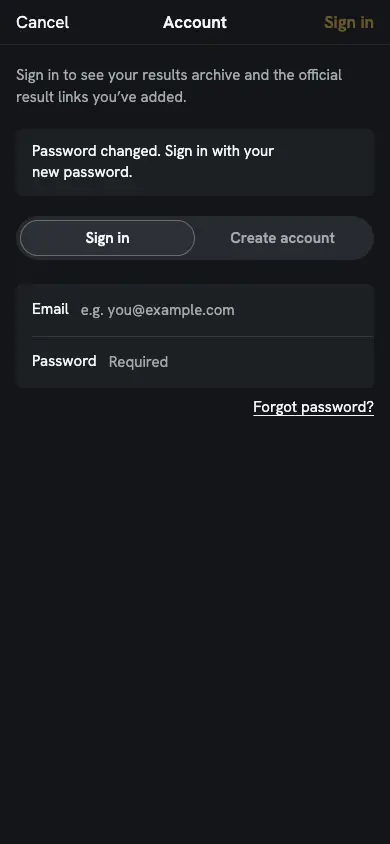 Cancel
Account
Sign in
Sign in to see your results archive and the official
result links you’ve added.
Password changed. Sign in with your
new password.
Sign in
Create account
Email e.g. you@example.com
Password Required
Forgot password?